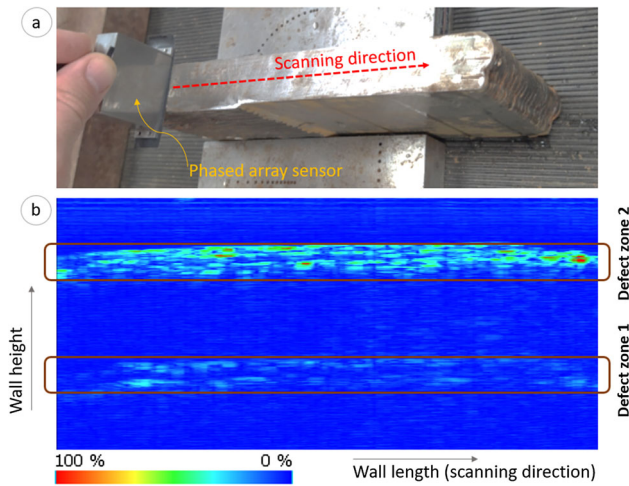 a
Scanning direction
Phased array sensor
b
Defect zone 2
Wall height
Defect zone 1
100 % 0 %
Wall length (scanning direction)